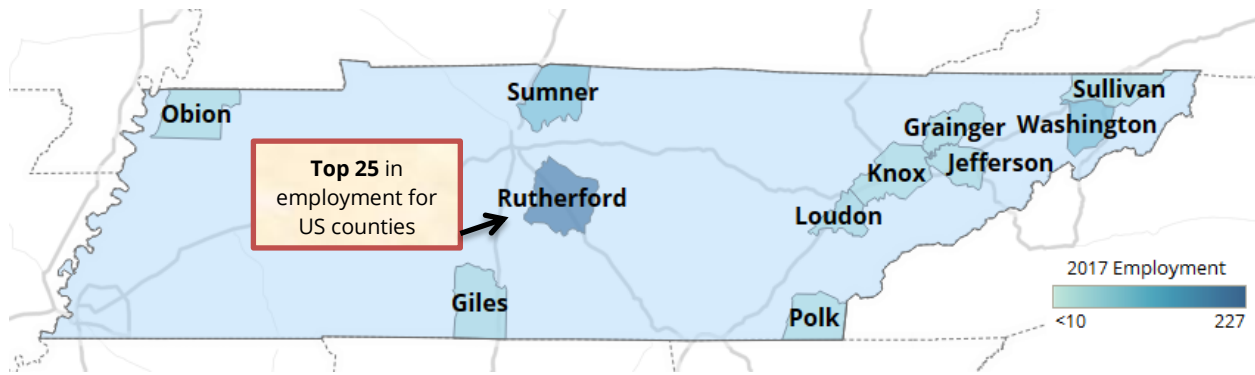 Sullivan
Sumner
Obion
Grainger
Washington
Top 25 in
employment for
US counties
Jefferson
Knox
Rutherford
Loudon
2017 Employment
Giles
Polk
<10
227